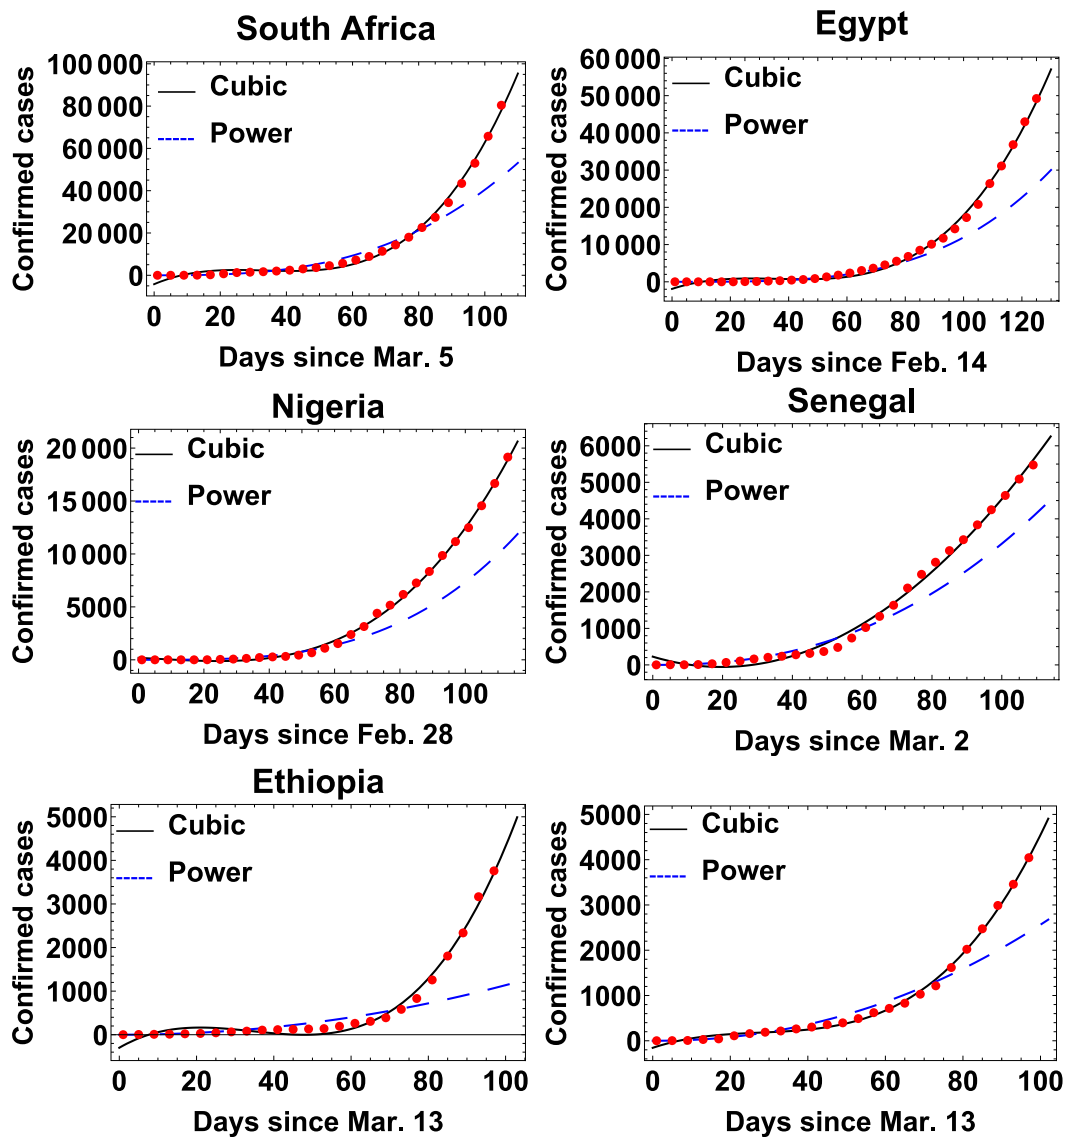 South Africa
Confirmed cases
100 000
80 000
60 000
40 000
20 000
0
Cubic
Power
0 20 40 60 80 100
Days since Mar. 5
Egypt
Confirmed cases
60 000
50 000
40 000
30 000
20 000
10 000
0
Cubic
Power
0 20 40 60 80 100 120
Days since Feb. 14
Nigeria
Confirmed cases
20 000
15 000
10 000
5000
0
Cubic
Power
0 20 40 60 80 100
Days since Feb. 28
Senegal
Confirmed cases
6000
5000
4000
3000
2000
1000
0
Cubic
Power
0 20 40 60 80 100
Days since Mar. 2
Ethiopia
Confirmed cases
5000
4000
3000
2000
1000
0
Cubic
Power
0 20 40 60 80 100
Days since Mar. 13
Confirmed cases
5000
4000
3000
2000
1000
0
Cubic
Power
0 20 40 60 80 100
Days since Mar. 13